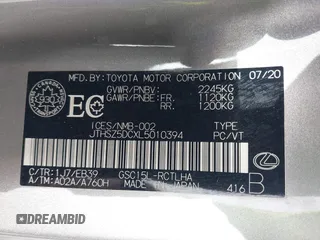 MFD. BY: TOYOTA MOTOR CORPORATION 07/20
GVWR/PNBV: 2245KG
GAWR/PNBE: FR. 1120KG
RR. 1200KG
EC
ICES/NMB-002 TYPE
JTHSZ5DCXL5010394 PC/VT
MADE IN JAPAN
C/TR: 1J7/EB39 GSC15L-RCTLHA
A/TM: A02A/A760H 416 B
DREAMBID